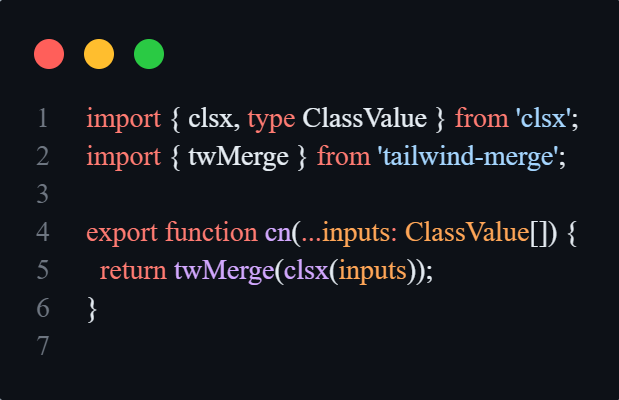 1 import { clsx, type ClassValue } from 'clsx';
2 import { twMerge } from 'tailwind-merge';
3
4 export function cn(...inputs: ClassValue[]) {
5   return twMerge(clsx(inputs));
6 }
7